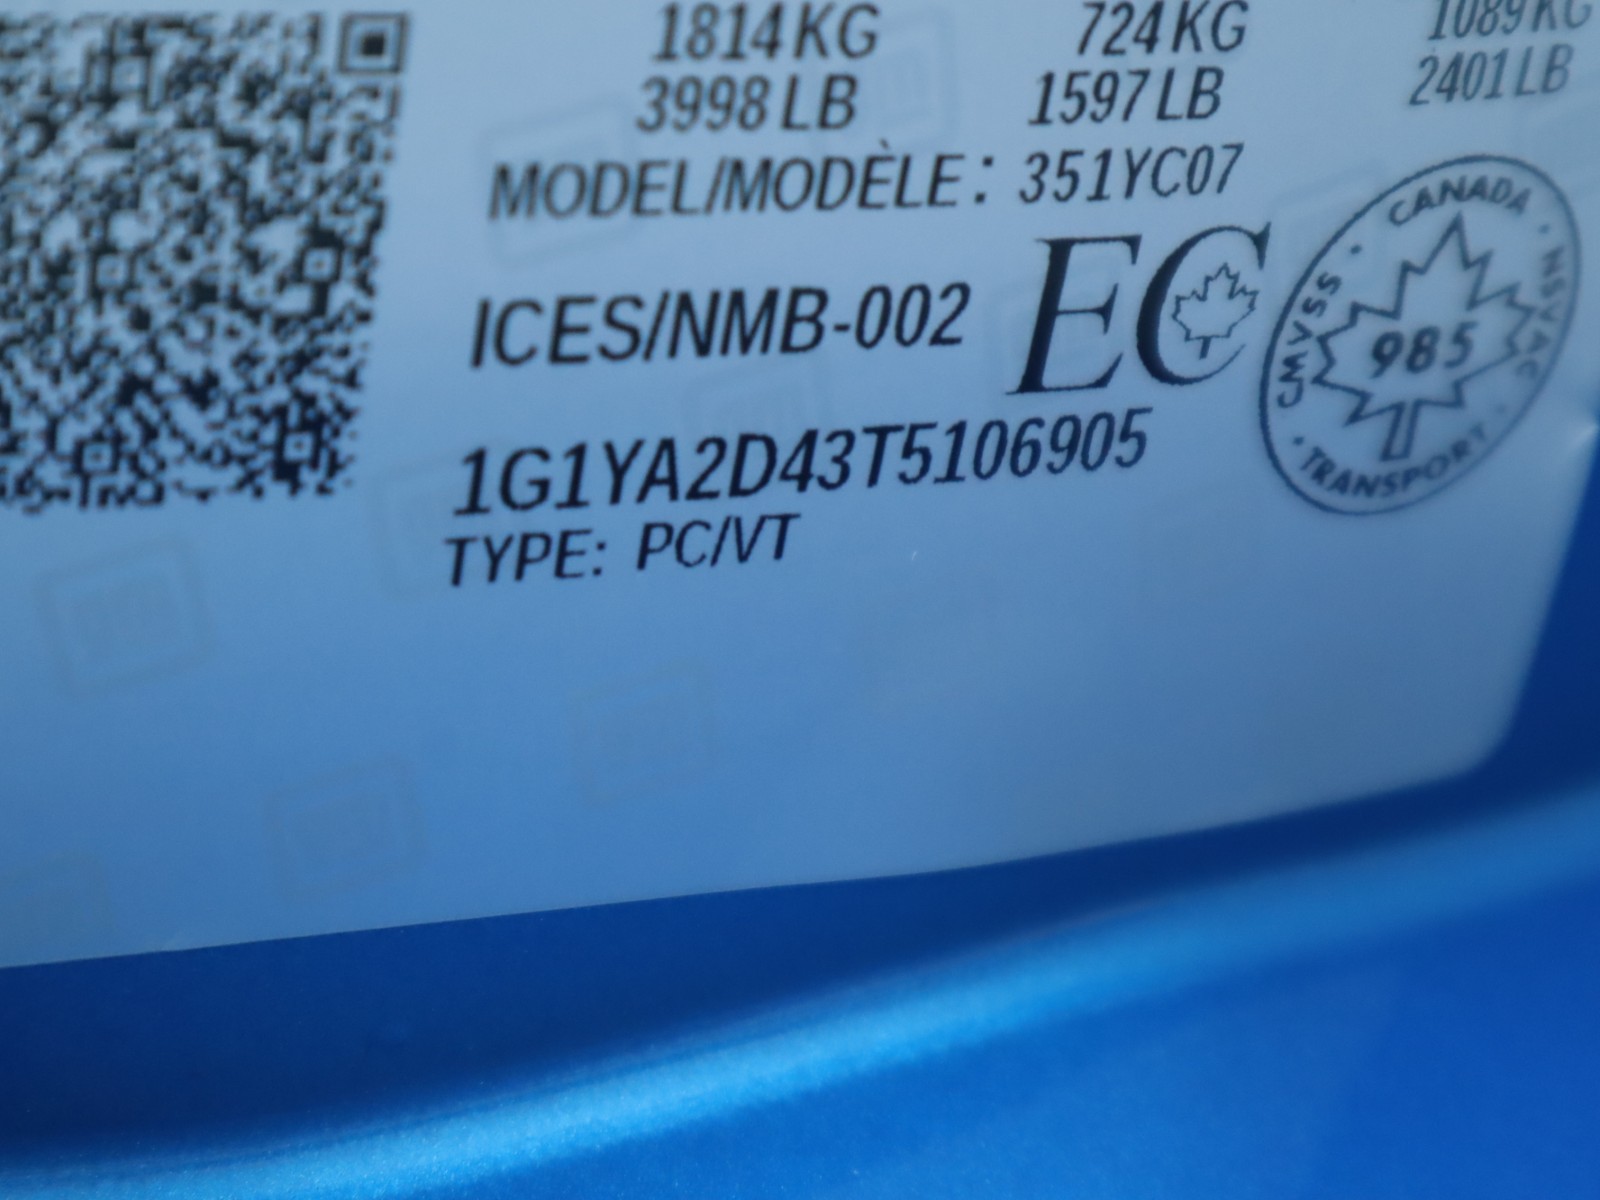 1814KG 724KG 1089KG
3998LB 1597LB 2401LB
MODEL/MODÈLE: 351YC07
ICES/NMB-002 EC
CANADA · NSVAC · TRANSPORT · CMVSS ·
985
1G1YA2D43T5106905
TYPE: PC/VT